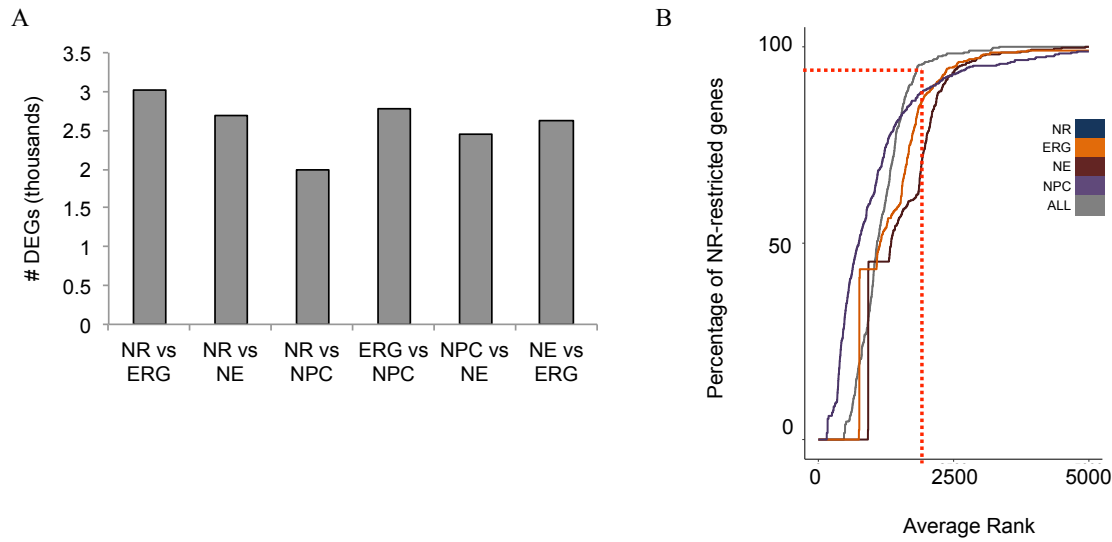 A
# DEGs (thousands)
3.5
3
2.5
2
1.5
1
0.5
0
NR vs ERG
NR vs NE
NR vs NPC
ERG vs NPC
NPC vs NE
NE vs ERG
B
Percentage of NR-restricted genes
100
50
0
0
2500
5000
Average Rank
NR
ERG
NE
NPC
ALL